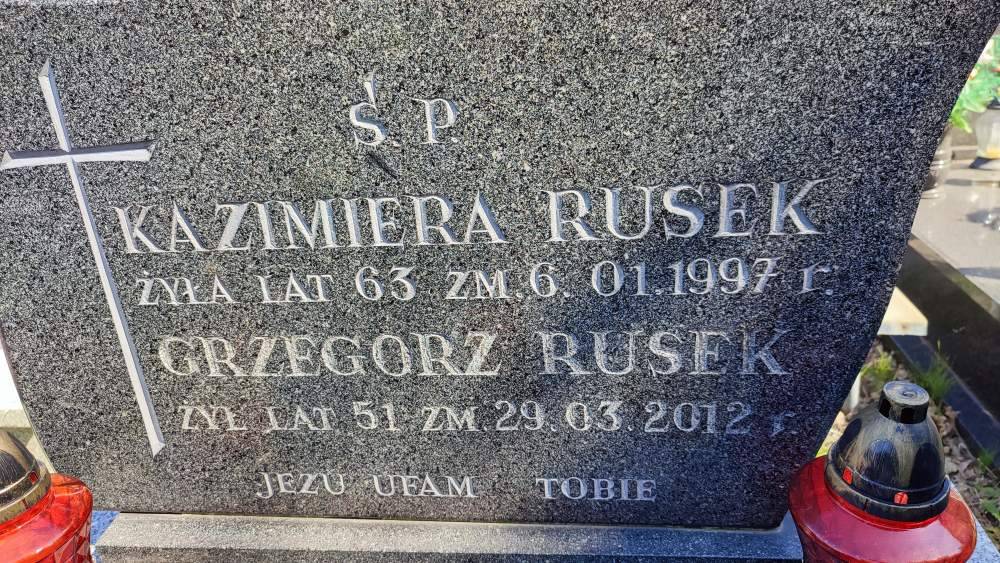 Ś. P.
KAZIMIERA RUSEK
ŻYŁA LAT 63 ZM. 6. 01.1997 r.
GRZEGORZ RUSEK
ŻYŁ LAT 51 ZM. 29.03.2012 r.
JEZU UFAM TOBIE